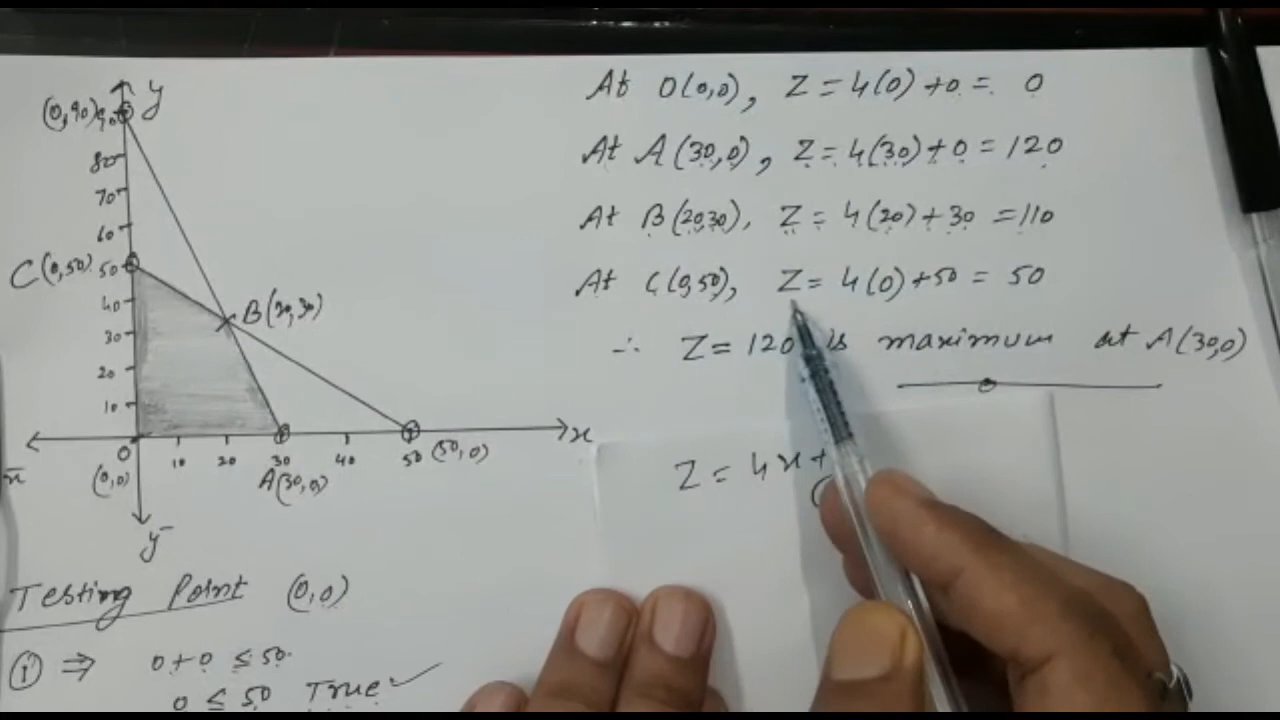 y
(0,90) 90
80
70
60
C(0,50) 50
40
30
20
10
B(20,30)
O
(0,0)
10 20 30 40 50 (50,0) x
A(30,0)
x̄
ȳ
At O(0,0), Z = 4(0) + 0 = 0
At A(30,0), Z = 4(30) + 0 = 120
At B(20,30), Z = 4(20) + 30 = 110
At C(0,50), Z = 4(0) + 50 = 50
∴ Z = 120 is maximum at A(30,0)
Z = 4x +
Testing Point (0,0)
① ⇒ 0 + 0 ≤ 50
0 ≤ 50 True ✓